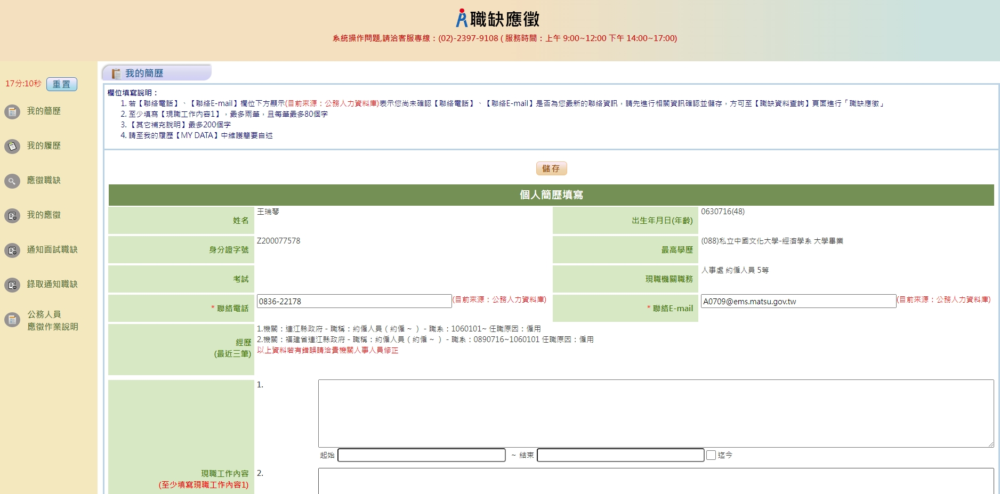 職缺應徵
系統操作問題,請洽客服專線：(02)-2397-9108 ( 服務時間：上午 9:00~12:00 下午 14:00~17:00)
17分:10秒 重置
我的簡歷
我的履歷
應徵職缺
我的應徵
通知面試職缺
錄取通知職缺
公務人員
應徵作業說明
我的簡歷
欄位填寫說明：
1. 若【聯絡電話】、【聯絡E-mail】欄位下方顯示(目前來源：公務人力資料庫)表示您尚未確認【聯絡電話】、【聯絡E-mail】是否為您最新的聯絡資訊，請先進行相關資訊確認並儲存，方可至【職缺資料查詢】頁面進行「職缺應徵」
2. 至少填寫【現職工作內容1】，最多兩筆，且每筆最多80個字
3. 【其它補充說明】最多200個字
4. 請至我的履歷【MY DATA】中維護簡要自述
儲存
個人簡歷填寫
姓名 王瑞琴 出生年月日(年齡) 0630716(48)
身分證字號 Z200077578 最高學歷 (088)私立中國文化大學-經濟學系 大學畢業
考試 現職機關職務 人事處 約僱人員 5等
* 聯絡電話 0836-22178 (目前來源：公務人力資料庫) * 聯絡E-mail A0709@ems.matsu.gov.tw (目前來源：公務人力資料庫)
經歷
(最近三筆)
1.機關：連江縣政府 - 職稱：約僱人員 ( 約僱 ~ ） - 職系：1060101~ 任職原因：僱用
2.機關：福建省連江縣政府 - 職稱：約僱人員 ( 約僱 ~ ） - 職系：0890716~1060101 任職原因：僱用
以上資料若有錯誤請洽貴機關人事人員修正
現職工作內容
(至少填寫現職工作內容1)
1.
起始 ~ 結束 迄今
2.